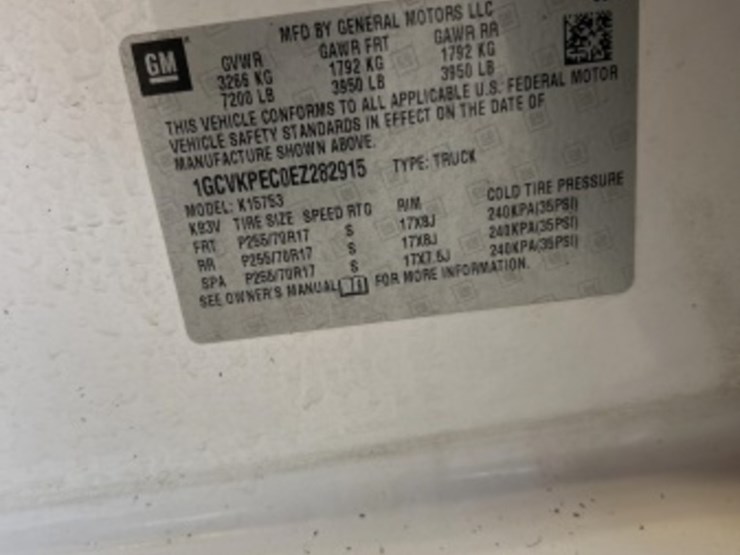 MFD BY GENERAL MOTORS LLC
GM
GVWR GAWR FRT GAWR RR
3266 KG 1792 KG 1792 KG
7200 LB 3950 LB 3950 LB
THIS VEHICLE CONFORMS TO ALL APPLICABLE U.S. FEDERAL MOTOR
VEHICLE SAFETY STANDARDS IN EFFECT ON THE DATE OF
MANUFACTURE SHOWN ABOVE.
1GCVKPEC0EZ282915 TYPE: TRUCK
MODEL: K15753
K93V TIRE SIZE SPEED RTG RIM COLD TIRE PRESSURE
FRT P255/70R17 S 17X8J 240KPA(35PSI)
RR P255/70R17 S 17X8J 240KPA(35PSI)
SPA P255/70R17 S 17X7.5J 240KPA(35PSI)
SEE OWNER'S MANUAL FOR MORE INFORMATION.